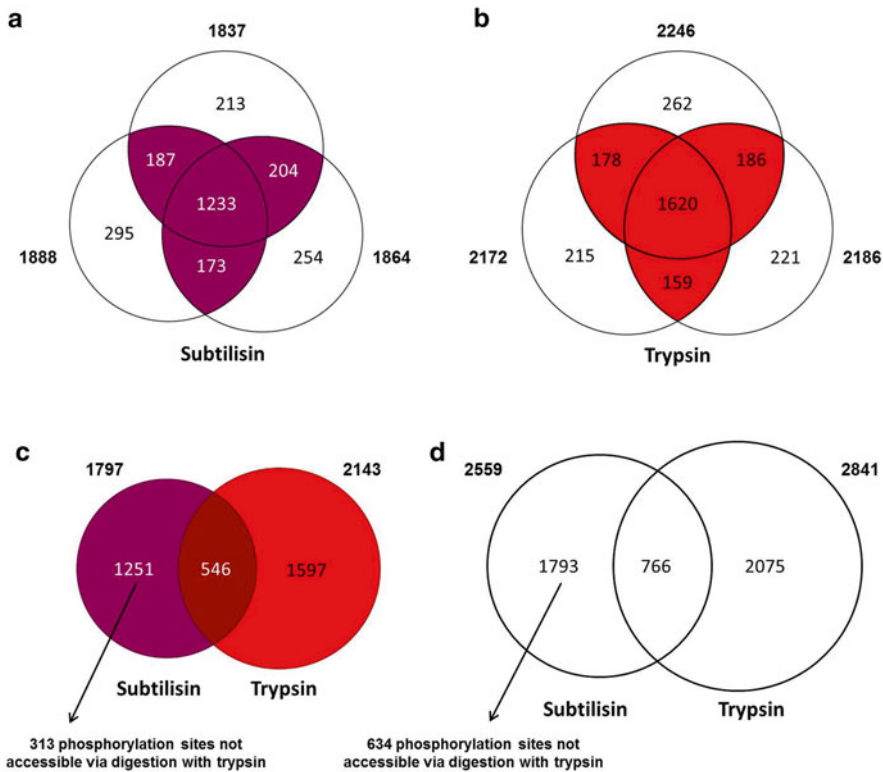 a
1837
213
187
204
1233
295
173
254
1888
1864
Subtilisin
b
2246
262
178
186
1620
215
159
221
2172
2186
Trypsin
c
1797
2143
1251
546
1597
Subtilisin
Trypsin
313 phosphorylation sites not
accessible via digestion with trypsin
d
2559
2841
1793
766
2075
Subtilisin
Trypsin
634 phosphorylation sites not
accessible via digestion with trypsin